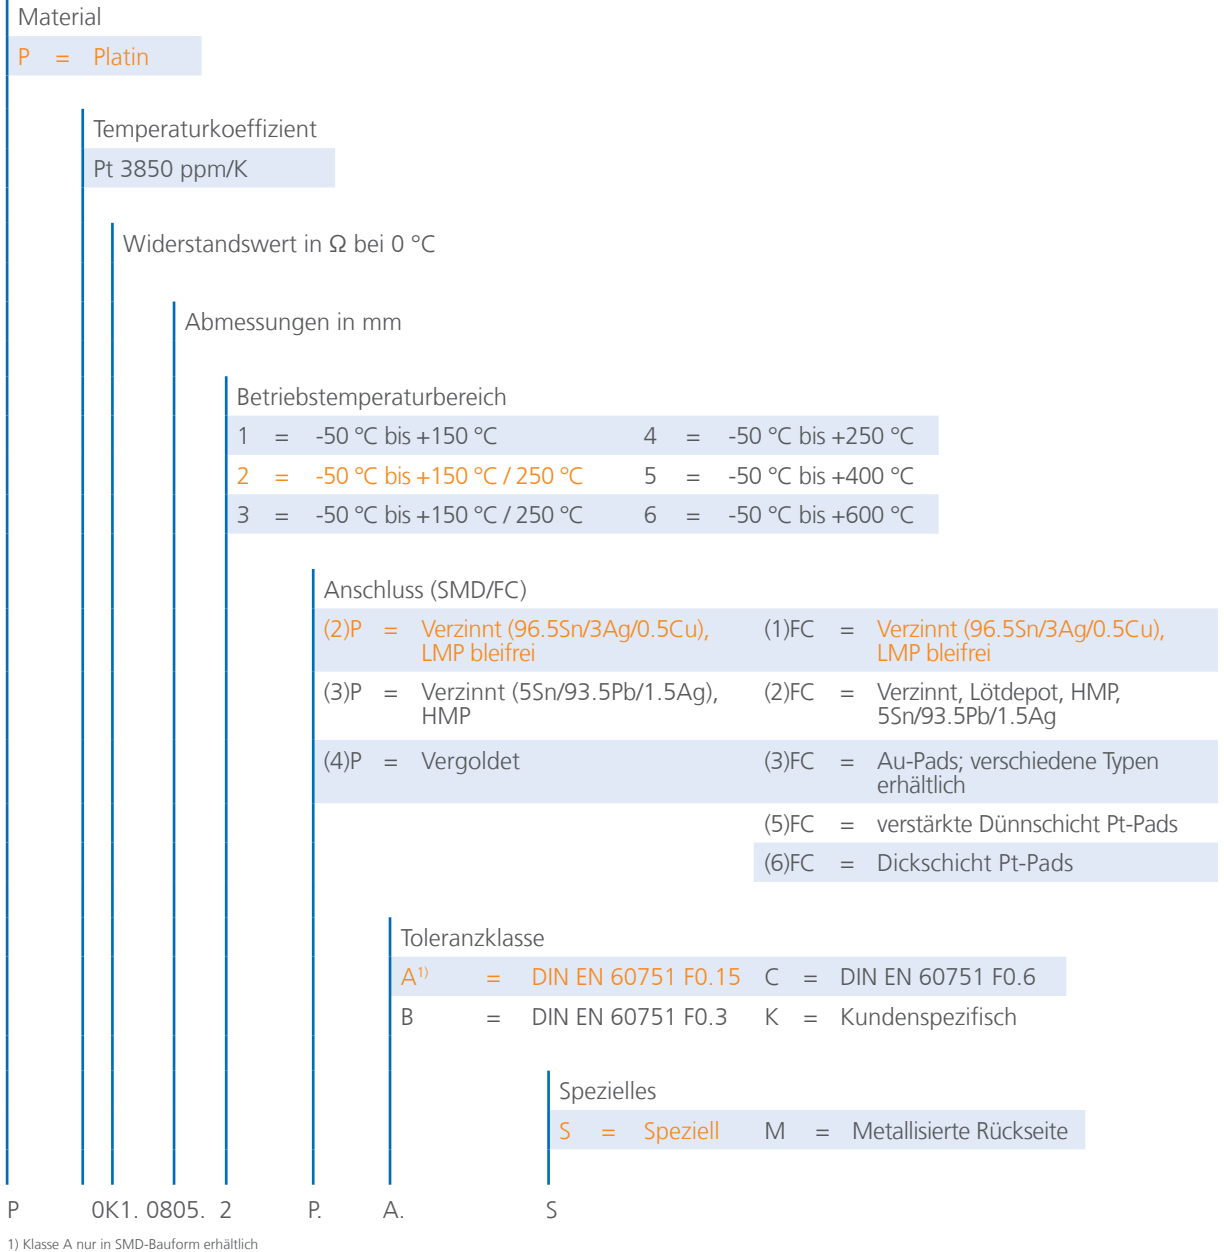 Material
P = Platin
Temperaturkoeffizient
Pt 3850 ppm/K
Widerstandswert in Ω bei 0 °C
Abmessungen in mm
Betriebstemperaturbereich
1 = -50 °C bis +150 °C 4 = -50 °C bis +250 °C
2 = -50 °C bis +150 °C / 250 °C 5 = -50 °C bis +400 °C
3 = -50 °C bis +150 °C / 250 °C 6 = -50 °C bis +600 °C
Anschluss (SMD/FC)
(2)P = Verzinnt (96.5Sn/3Ag/0.5Cu), (1)FC = Verzinnt (96.5Sn/3Ag/0.5Cu),
LMP bleifrei LMP bleifrei
(3)P = Verzinnt (5Sn/93.5Pb/1.5Ag), (2)FC = Verzinnt, Lötdepot, HMP,
HMP 5Sn/93.5Pb/1.5Ag
(4)P = Vergoldet (3)FC = Au-Pads; verschiedene Typen
erhältlich
(5)FC = verstärkte Dünnschicht Pt-Pads
(6)FC = Dickschicht Pt-Pads
Toleranzklasse
A1) = DIN EN 60751 F0.15 C = DIN EN 60751 F0.6
B = DIN EN 60751 F0.3 K = Kundenspezifisch
Spezielles
S = Speziell M = Metallisierte Rückseite
P 0K1. 0805. 2 P. A. S
1) Klasse A nur in SMD-Bauform erhältlich